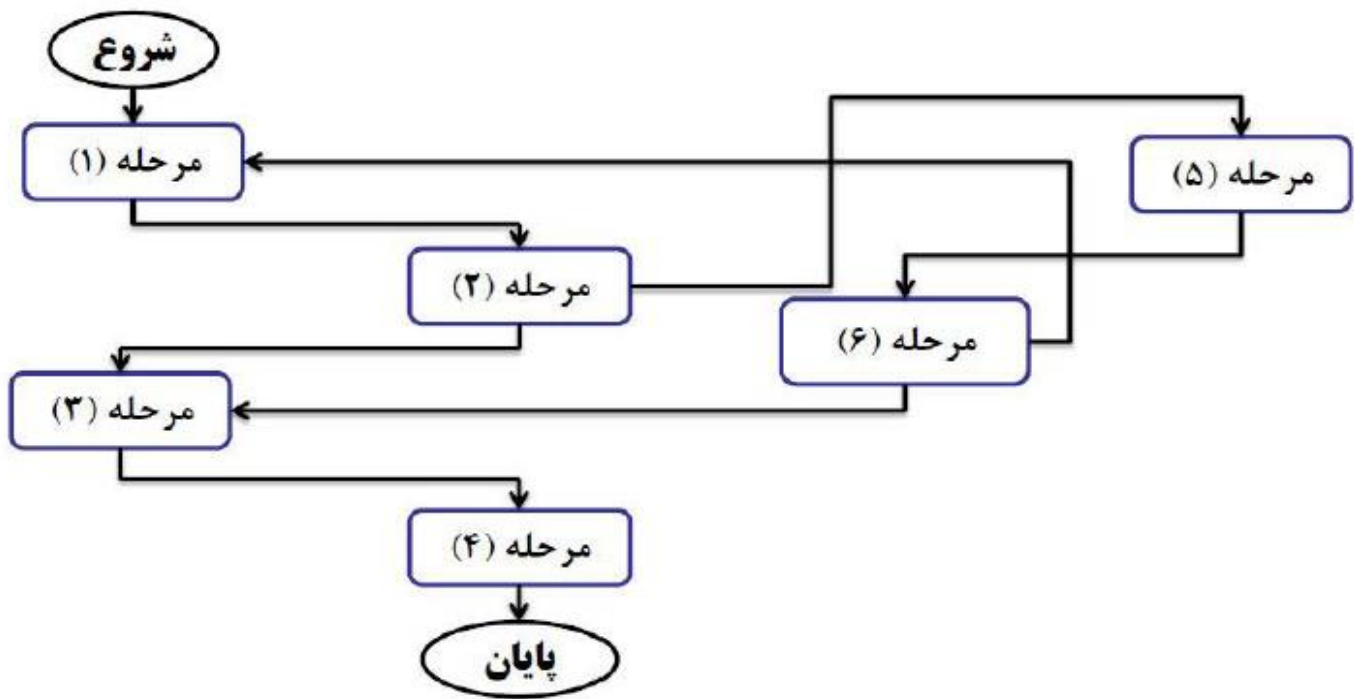 شروع
مرحله (۱)
مرحله (۵)
مرحله (۲)
مرحله (۶)
مرحله (۳)
مرحله (۴)
پایان